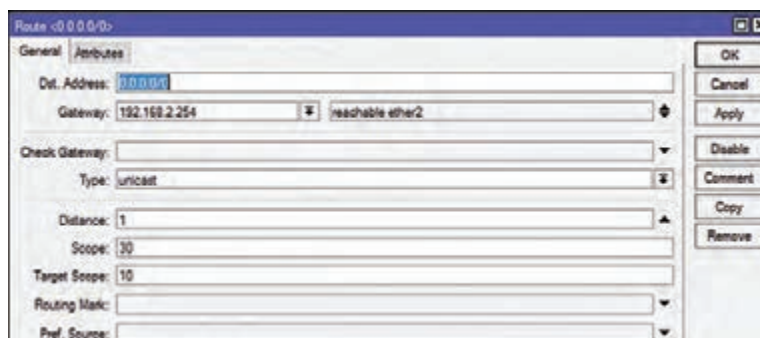 Route <0.0.0.0/0>
General Attributes
OK
Dst. Address: 0.0.0.0/0
Cancel
Gateway: 192.168.2.254 reachable ether2
Apply
Check Gateway:
Disable
Type: unicast
Comment
Copy
Distance: 1
Remove
Scope: 30
Target Scope: 10
Routing Mark:
Pref. Source: